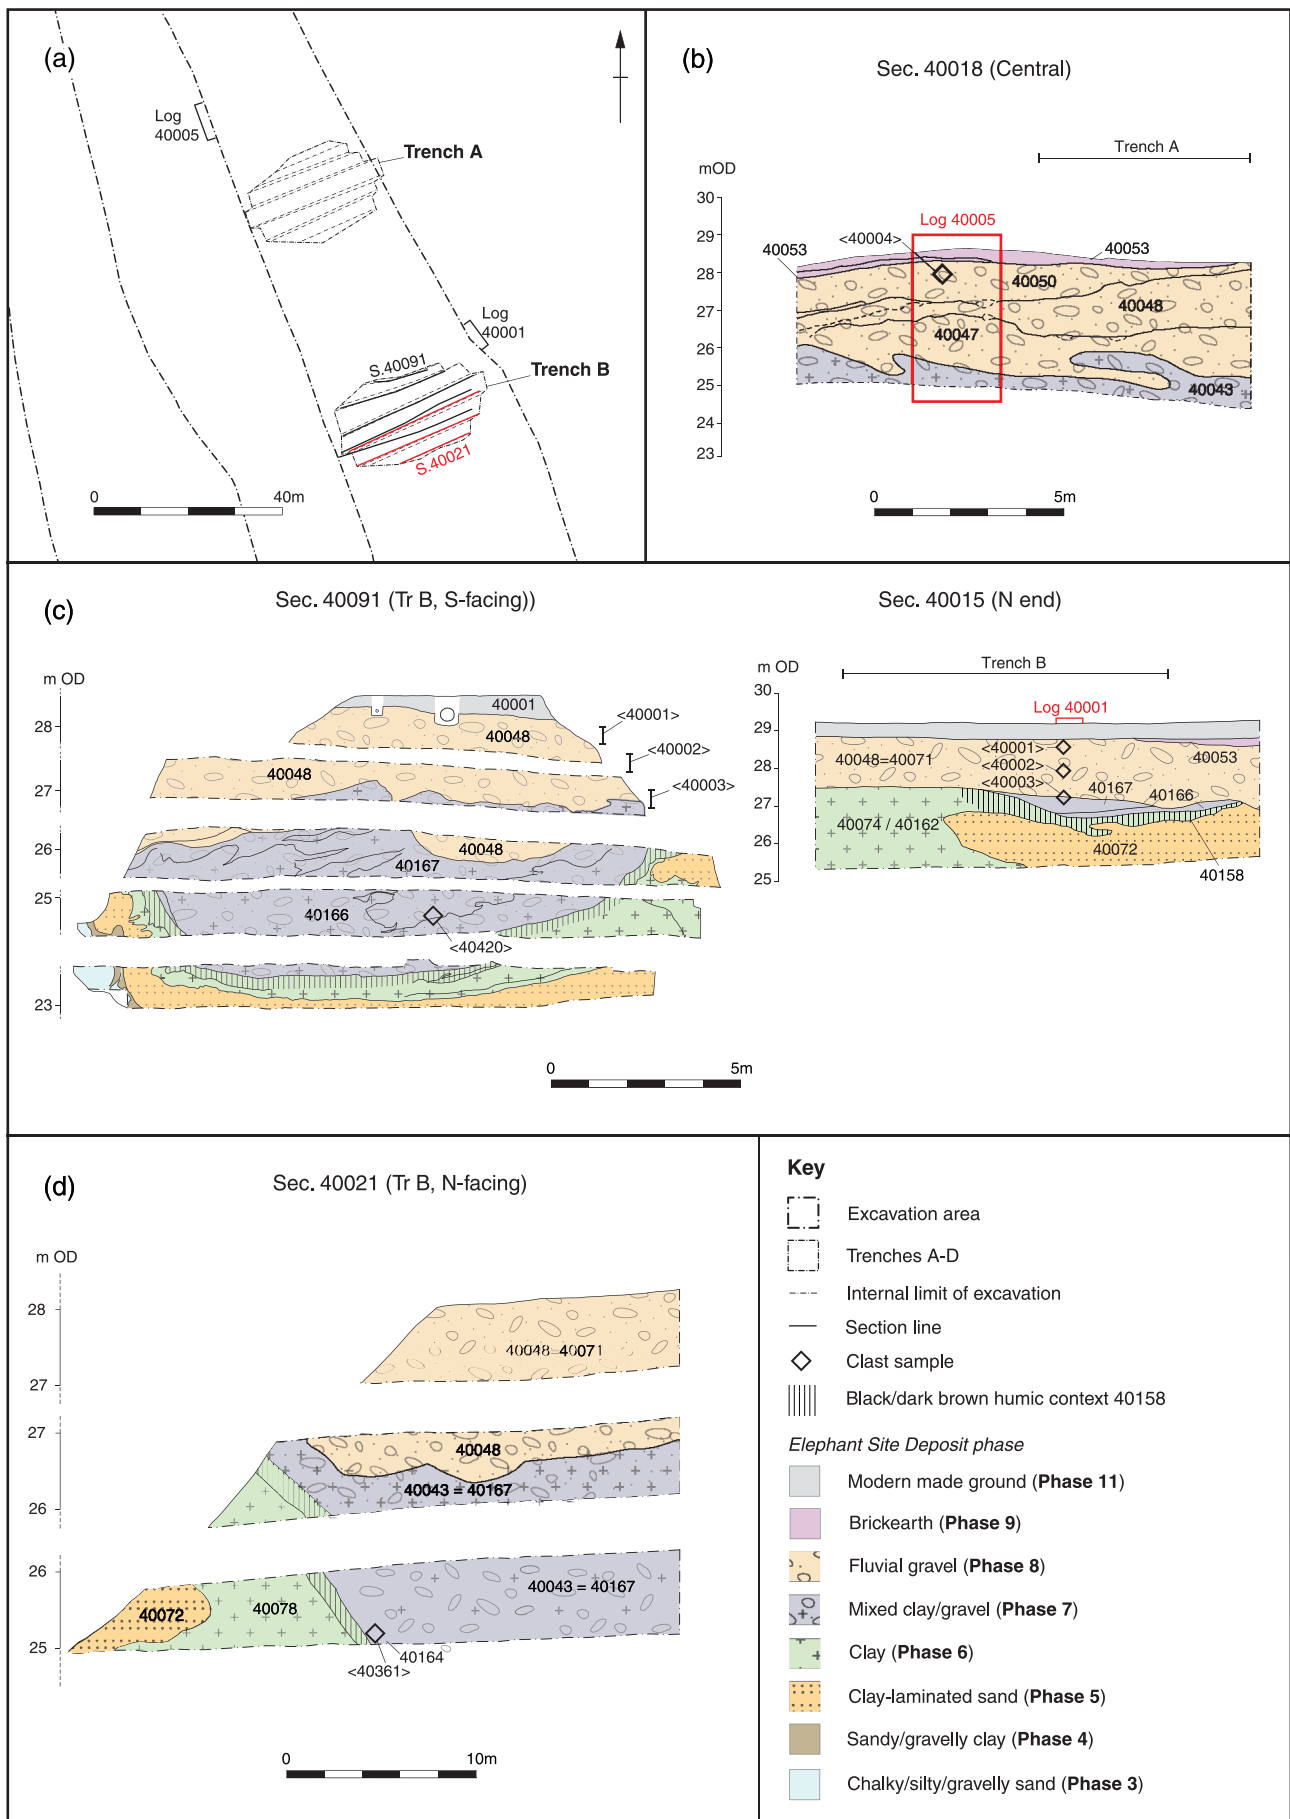 (a)
Log
40005
Trench A
Log
40001
S.40091
Trench B
S.40021
0 40m
(b)
Sec. 40018 (Central)
Trench A
mOD
30
29
28
27
26
25
24
23
Log 40005
<40004>
40053
40053
40050
40048
40047
40043
0 5m
(c)
Sec. 40091 (Tr B, S-facing))
m OD
28
27
26
25
23
40001
40048
<40001>
<40002>
<40003>
40048
40048
40167
40166
<40420>
Sec. 40015 (N end)
Trench B
m OD
30
29
28
27
26
25
Log 40001
<40001>
<40002>
<40003>
40048=40071
40053
40167
40166
40074 / 40162
40072
40158
0 5m
(d)
Sec. 40021 (Tr B, N-facing)
m OD
28
27
27
26
26
25
40048=40071
40048
40043 = 40167
40043 = 40167
40072
40078
40164
<40361>
0 10m
Key
Excavation area
Trenches A-D
Internal limit of excavation
Section line
Clast sample
Black/dark brown humic context 40158
Elephant Site Deposit phase
Modern made ground (Phase 11)
Brickearth (Phase 9)
Fluvial gravel (Phase 8)
Mixed clay/gravel (Phase 7)
Clay (Phase 6)
Clay-laminated sand (Phase 5)
Sandy/gravelly clay (Phase 4)
Chalky/silty/gravelly sand (Phase 3)